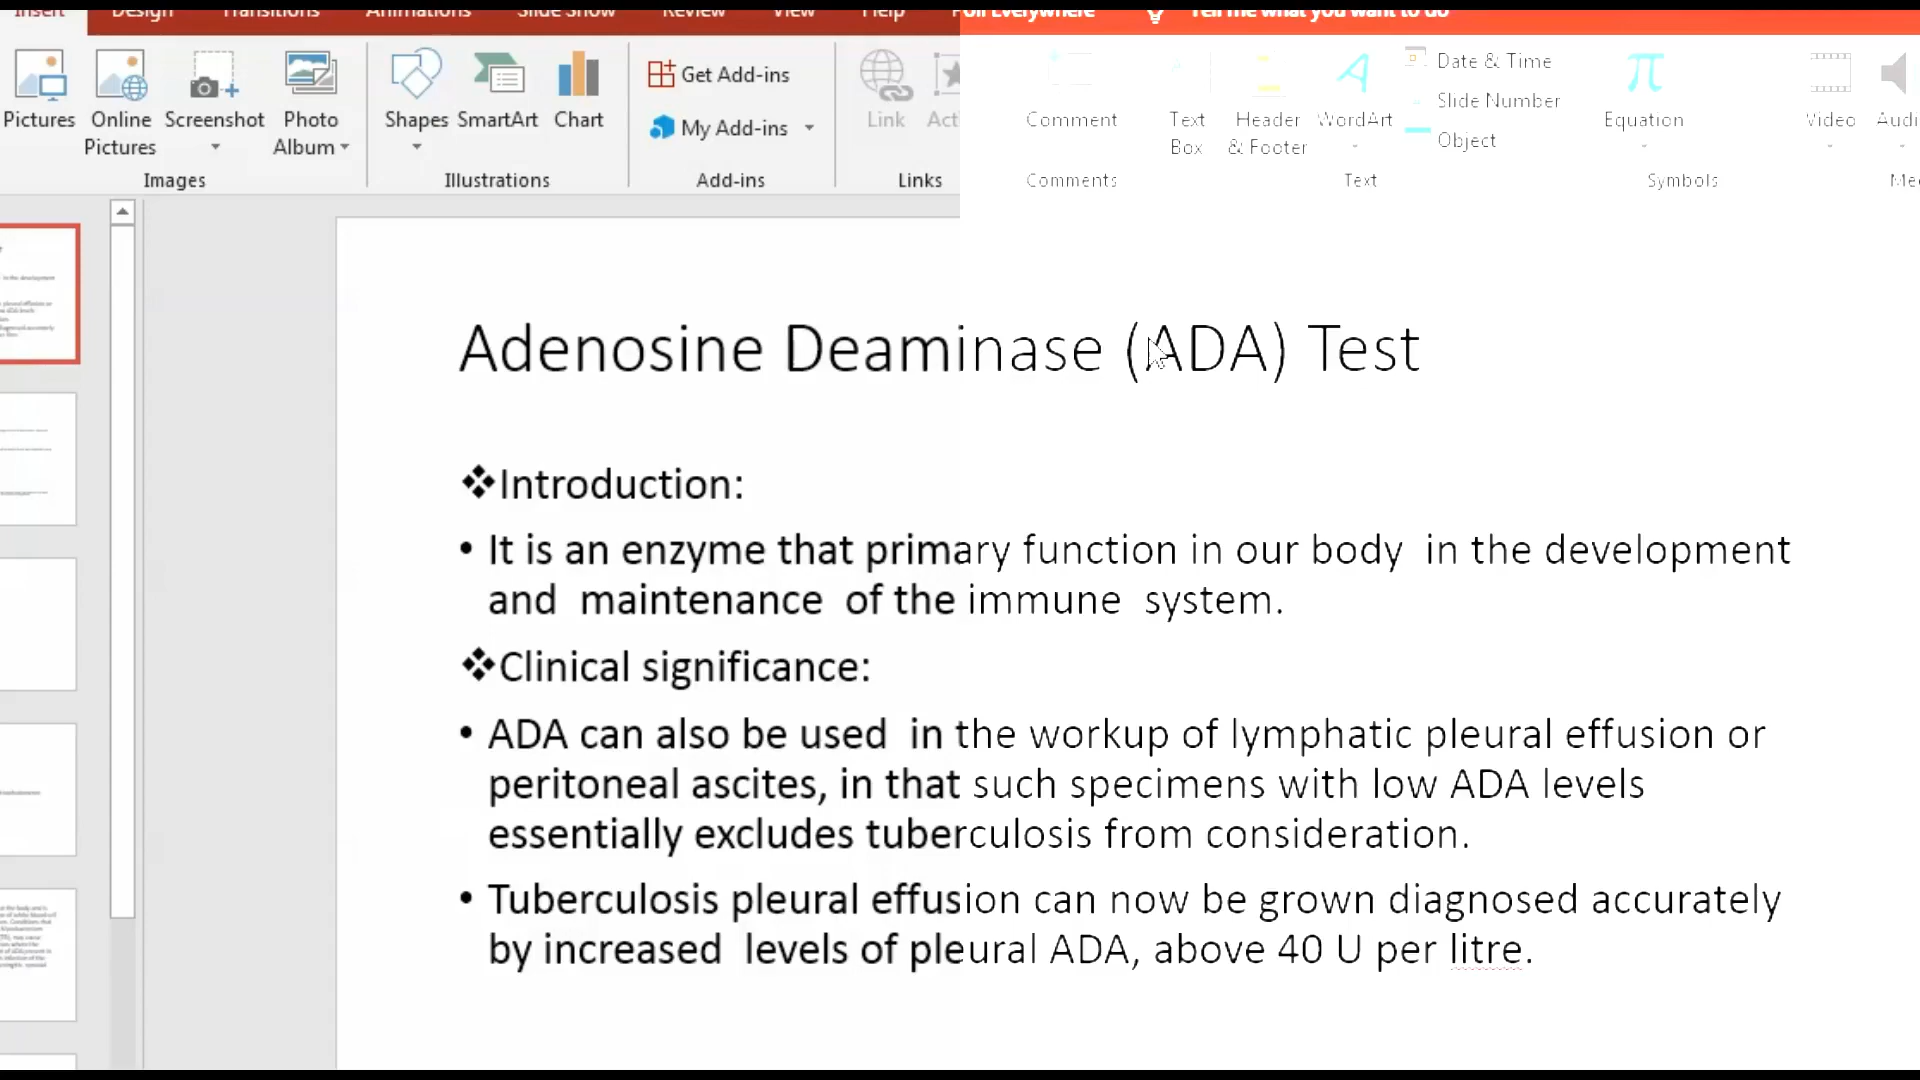 Insert Design Transitions Animations Slide Show Review View Help Poll Everywhere Tell me what you want to do
Pictures
Online
Pictures
Screenshot
Photo
Album
Images
Shapes
SmartArt
Chart
Illustrations
Get Add-ins
My Add-ins
Add-ins
Link
Links
Comment
Comments
Text
Box
Header
& Footer
WordArt
Date & Time
Slide Number
Object
Text
Equation
Symbols
Video
Adenosine Deaminase (ADA) Test
❖Introduction:
• It is an enzyme that primary function in our body in the development
and maintenance of the immune system.
❖Clinical significance:
• ADA can also be used in the workup of lymphatic pleural effusion or
peritoneal ascites, in that such specimens with low ADA levels
essentially excludes tuberculosis from consideration.
• Tuberculosis pleural effusion can now be grown diagnosed accurately
by increased levels of pleural ADA, above 40 U per litre.